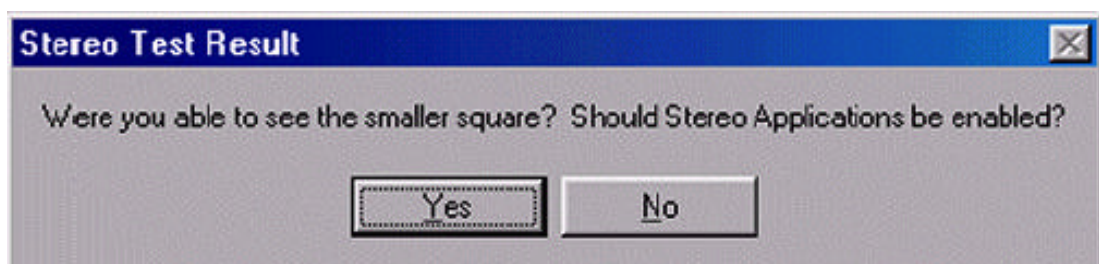 Stereo Test Result
Were you able to see the smaller square? Should Stereo Applications be enabled?
Yes
No